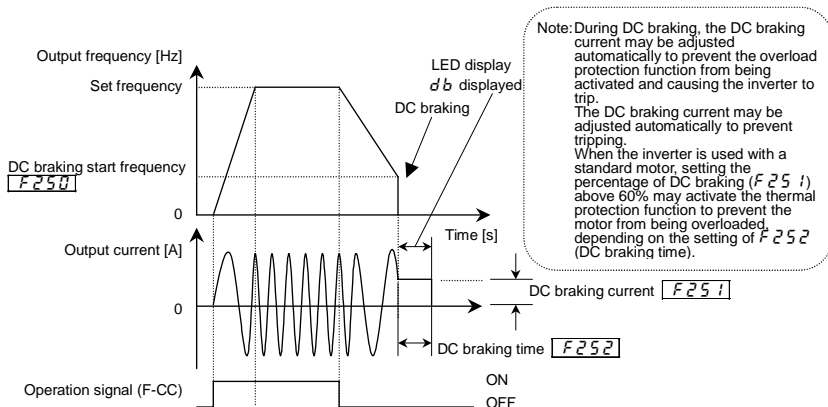 Output frequency [Hz]
Set frequency
DC braking start frequency
F250
0
LED display
db displayed
DC braking
Time [s]
Output current [A]
0
DC braking current F251
DC braking time F252
Operation signal (F-CC)
ON
OFF
Note: During DC braking, the DC braking
current may be adjusted
automatically to prevent the overload
protection function from being
activated and causing the inverter to
trip.
The DC braking current may be
adjusted automatically to prevent
tripping.
When the inverter is used with a
standard motor, setting the
percentage of DC braking (F251)
above 60% may activate the thermal
protection function to prevent the
motor from being overloaded,
depending on the setting of F252
(DC braking time).